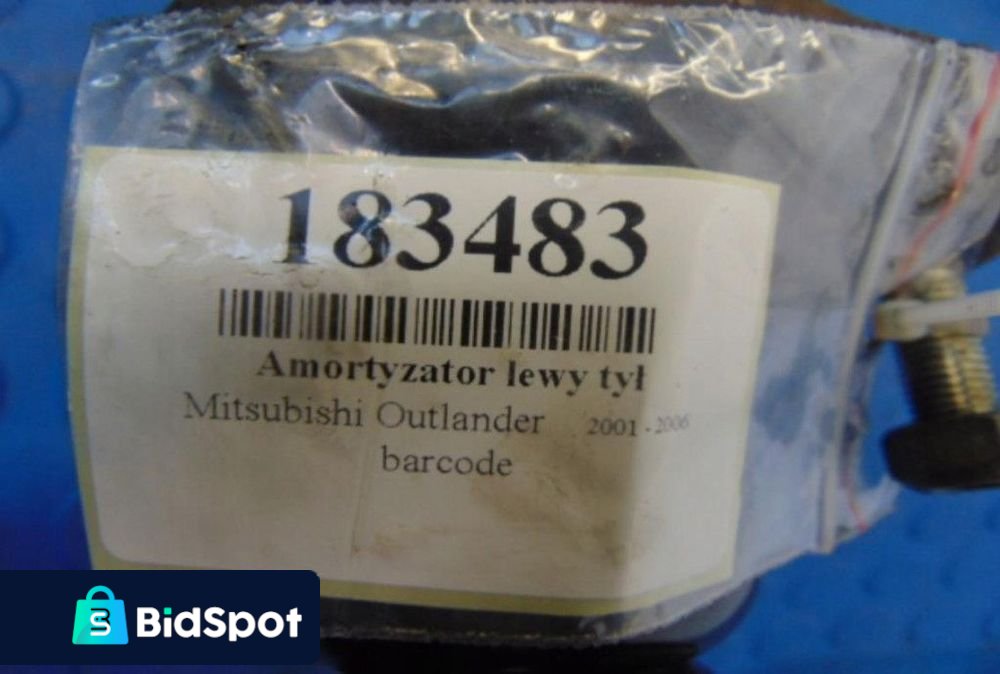 183483
Amortyzator lewy tył
Mitsubishi Outlander 2001 - 2006
barcode
BidSpot